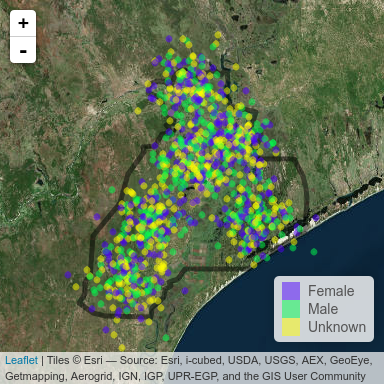 +
-
Female
Male
Unknown
Leaflet | Tiles © Esri — Source: Esri, i-cubed, USDA, USGS, AEX, GeoEye,
Getmapping, Aerogrid, IGN, IGP, UPR-EGP, and the GIS User Community